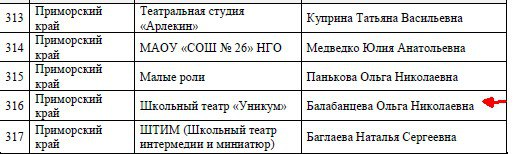 313 Приморский край Театральная студия «Арлекин» Куприна Татьяна Васильевна
314 Приморский край МАОУ «СОШ № 26» НГО Медведко Юлия Анатольевна
315 Приморский край Малые роли Панькова Ольга Николаевна
316 Приморский край Школьный театр «Уникум» Балабанцева Ольга Николаевна
317 Приморский край ШТИМ (Школьный театр интермедии и миниатюр) Баглаева Наталья Сергеевна